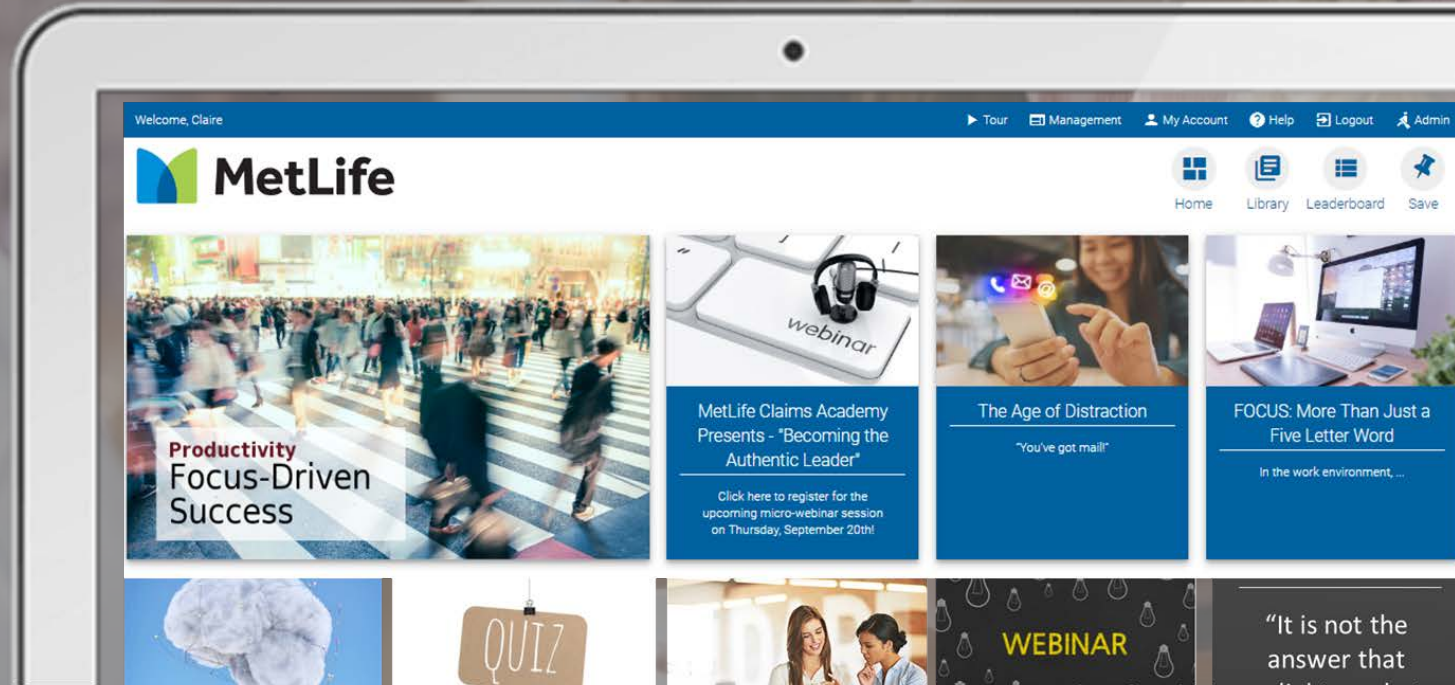 Welcome, Claire
Tour
Management
My Account
Help
Logout
Admin
MetLife
Home
Library
Leaderboard
Save
webinar
Productivity
Focus-Driven
Success
MetLife Claims Academy
Presents - "Becoming the
Authentic Leader"
Click here to register for the
upcoming micro-webinar session
on Thursday, September 20th!
The Age of Distraction
"You've got mail!"
FOCUS: More Than Just a
Five Letter Word
In the work environment, ...
QUIZ
WEBINAR
“It is not the
answer that